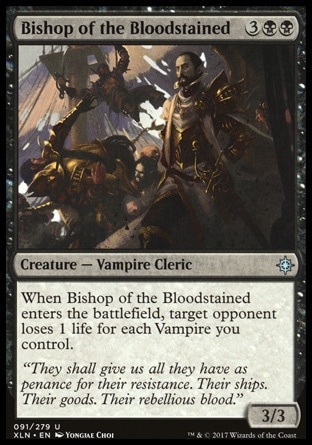 Bishop of the Bloodstained 3
Creature — Vampire Cleric
When Bishop of the Bloodstained
enters the battlefield, target opponent
loses 1 life for each Vampire you
control.
“They shall give us all they have as
penance for their resistance. Their ships.
Their goods. Their rebellious blood.”
3/3
091/279 U
XLN • EN Yongjae Choi
™ & © 2017 Wizards of the Coast